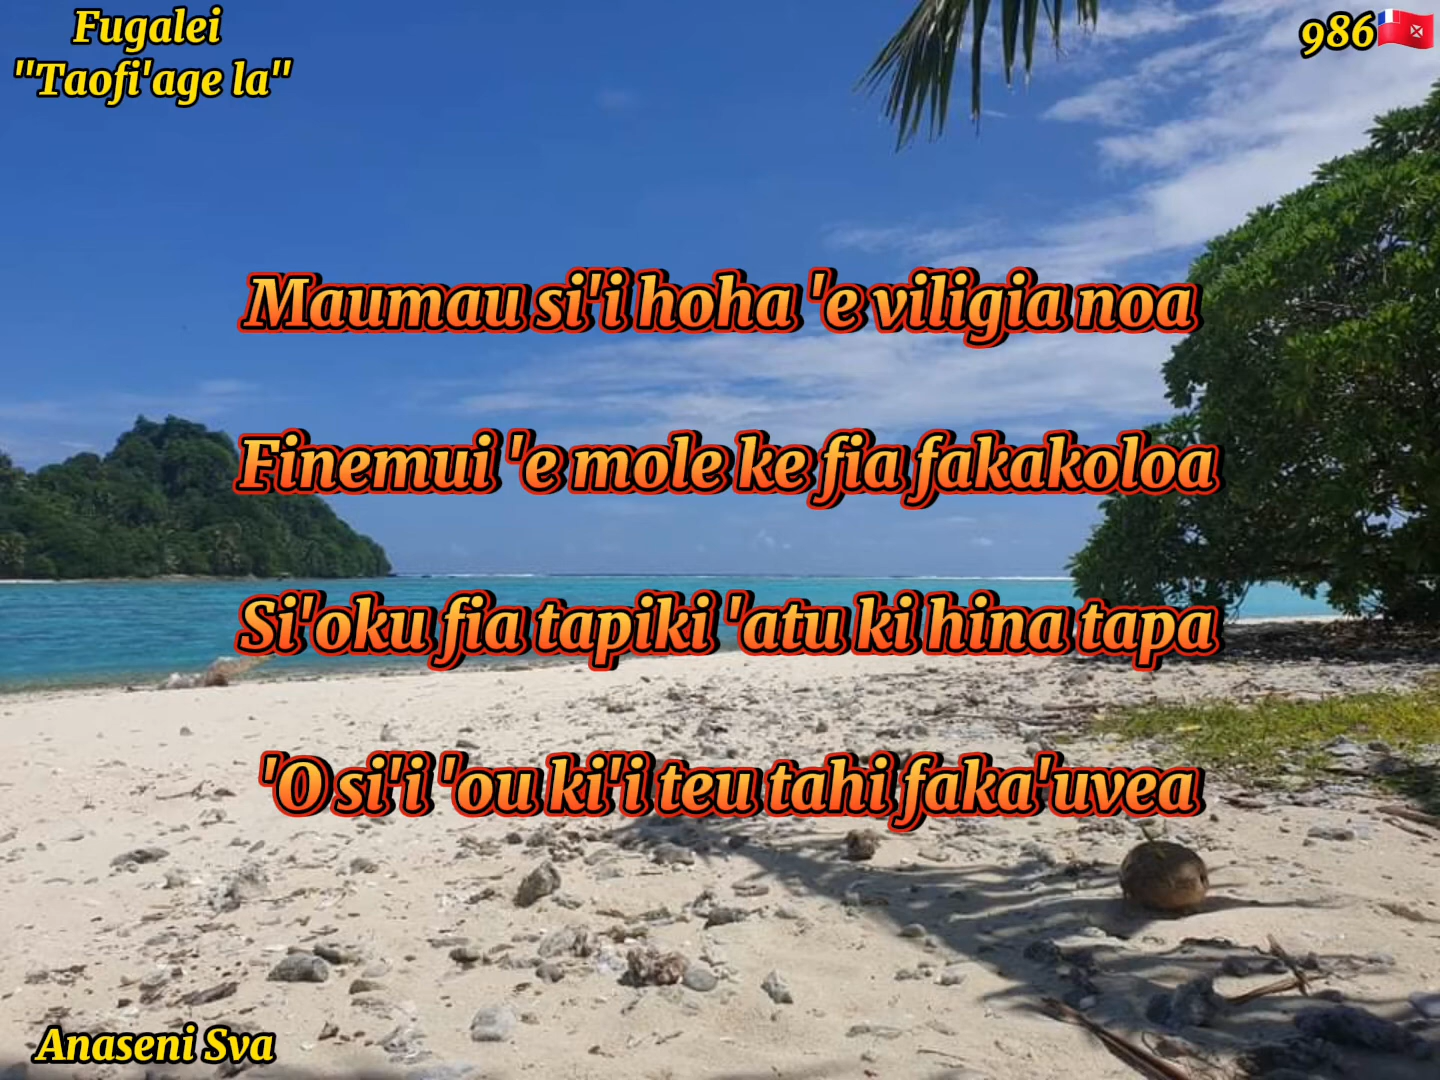 Fugalei
"Taofi'age la"
986
Maumau si'i hoha 'e viligia noa
Finemui 'e mole ke fia fakakoloa
Si'oku fia tapiki 'atu ki hina tapa
'O si'i 'ou ki'i teu tahi faka'uvea
Anaseni Sva